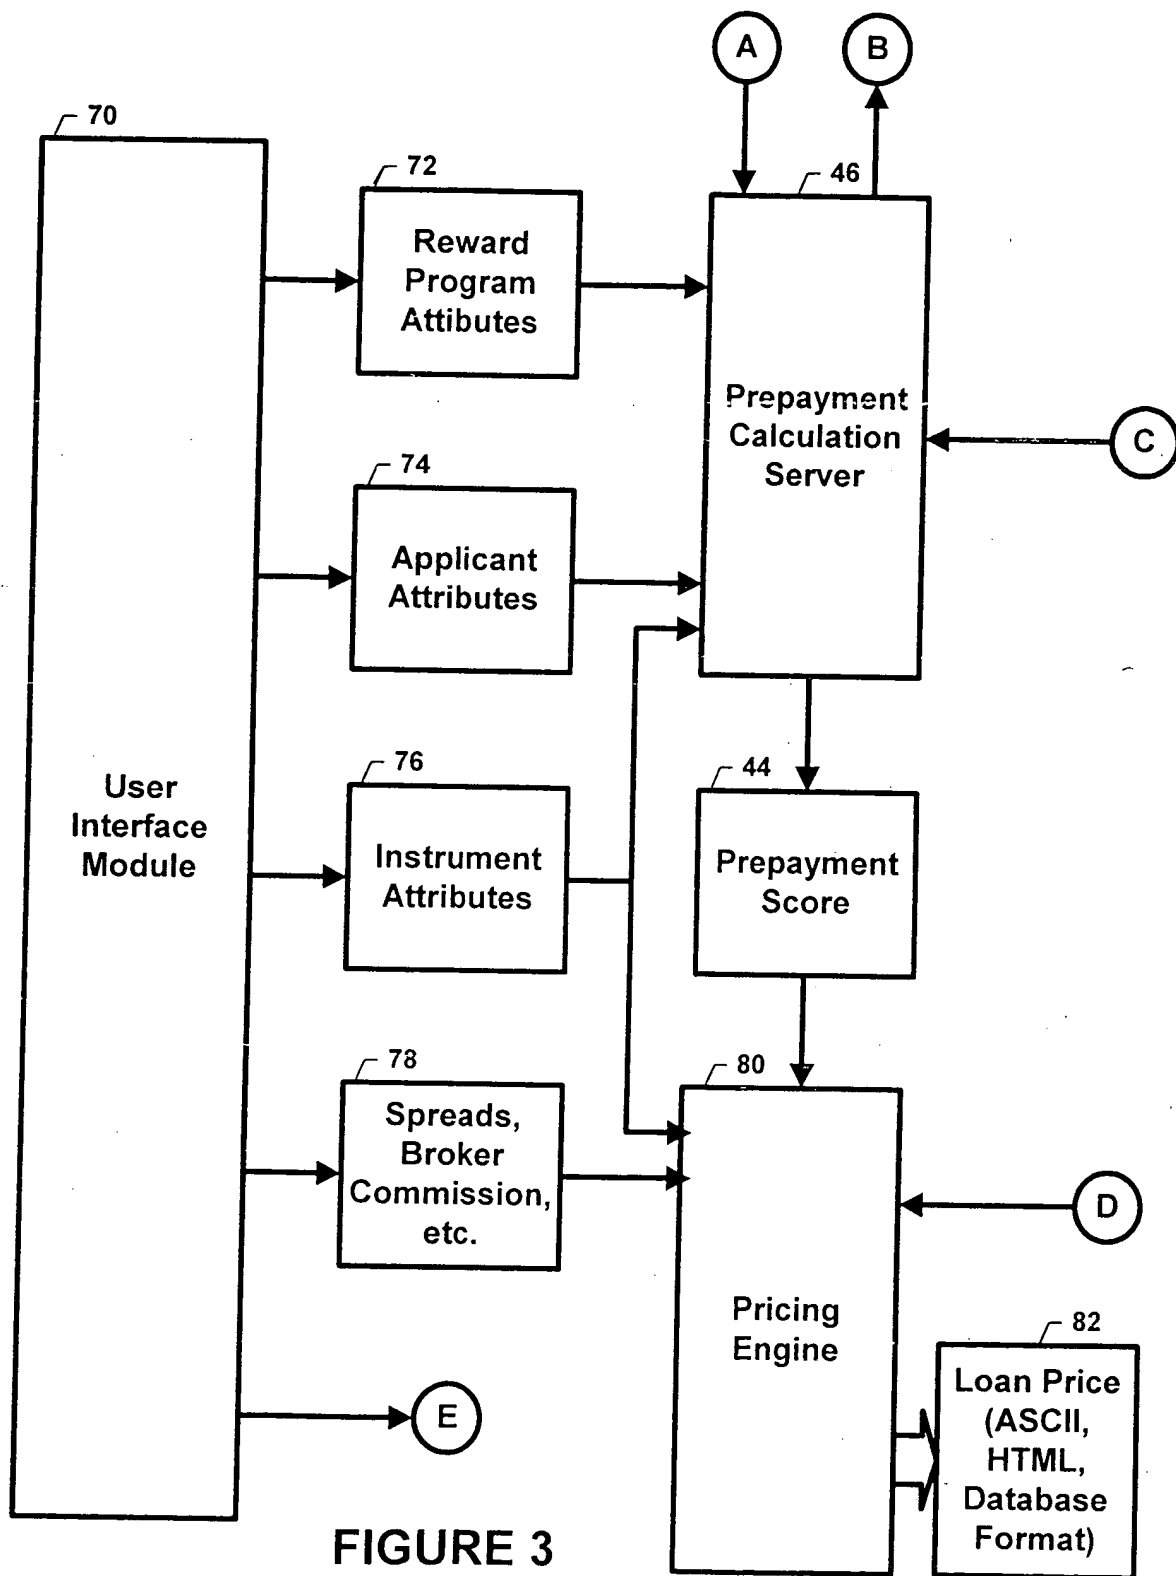 A
B
70
72
46
Reward
Program
Attibutes
Prepayment
Calculation
Server
C
74
Applicant
Attributes
76
44
User
Interface
Module
Instrument
Attributes
Prepayment
Score
78
80
Spreads,
Broker
Commission,
etc.
D
Pricing
Engine
82
Loan Price
(ASCII,
HTML,
Database
Format)
E
FIGURE 3